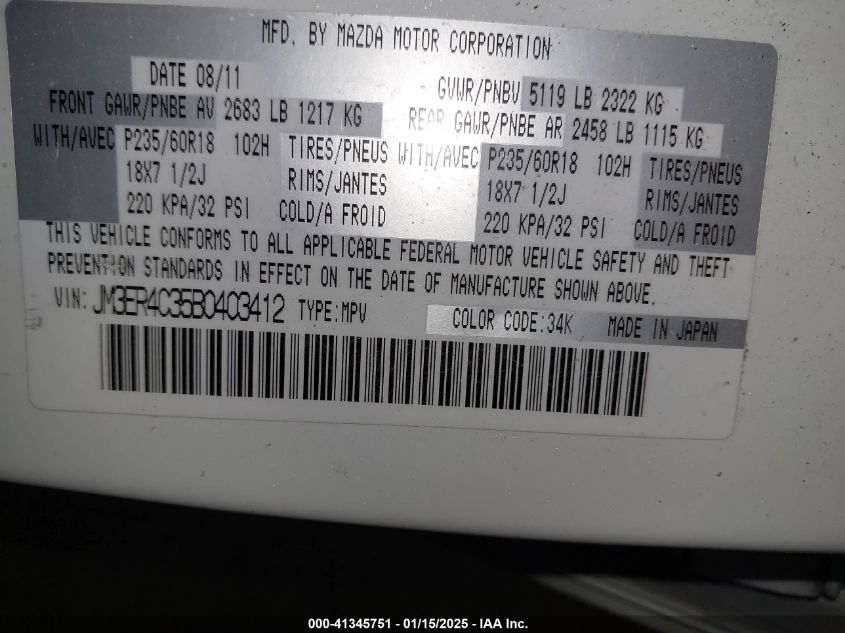 MFD. BY MAZDA MOTOR CORPORATION
DATE 08/11 GVWR/PNBV 5119 LB 2322 KG
FRONT GAWR/PNBE AV 2683 LB 1217 KG REAR GAWR/PNBE AR 2458 LB 1115 KG
WITH/AVEC P235/60R18 102H TIRES/PNEUS WITH/AVEC P235/60R18 102H TIRES/PNEUS
18X7 1/2J RIMS/JANTES 18X7 1/2J RIMS/JANTES
220 KPA/32 PSI COLD/A FROID 220 KPA/32 PSI COLD/A FROID
THIS VEHICLE CONFORMS TO ALL APPLICABLE FEDERAL MOTOR VEHICLE SAFETY AND THEFT
PREVENTION STANDARDS IN EFFECT ON THE DATE OF MANUFACTURE SHOWN ABOVE.
VIN: JM3ER4C35B0403412 TYPE:MPV COLOR CODE:34K MADE IN JAPAN
000-41345751 - 01/15/2025 - IAA Inc.